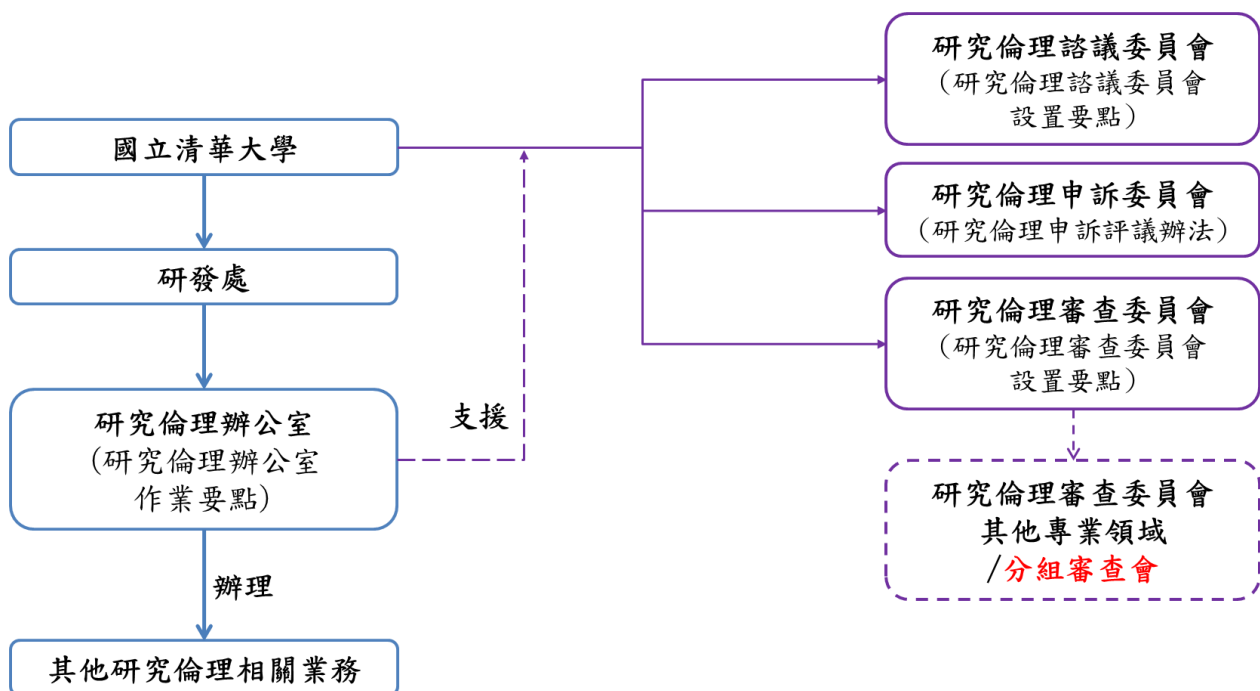 國立清華大學
研發處
研究倫理辦公室
(研究倫理辦公室
作業要點)
支援
辦理
其他研究倫理相關業務
研究倫理諮議委員會
(研究倫理諮議委員會
設置要點)
研究倫理申訴委員會
(研究倫理申訴評議辦法)
研究倫理審查委員會
(研究倫理審查委員會
設置要點)
研究倫理審查委員會
其他專業領域
/分組審查會